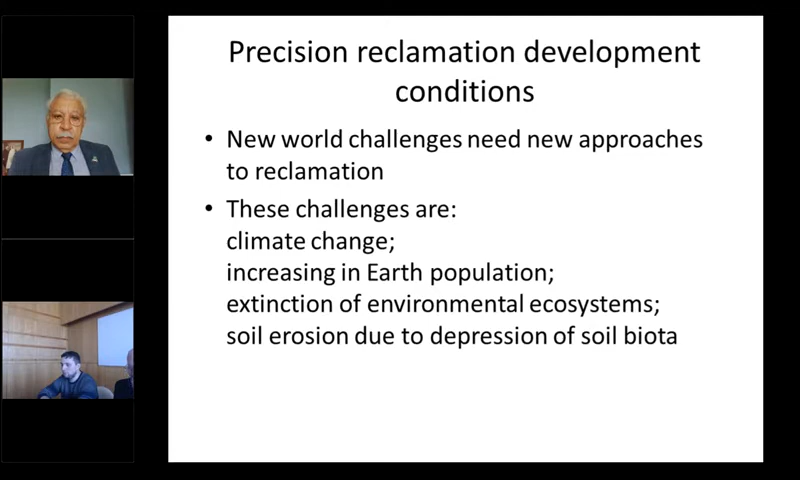 Precision reclamation development
conditions
• New world challenges need new approaches
to reclamation
• These challenges are:
climate change;
increasing in Earth population;
extinction of environmental ecosystems;
soil erosion due to depression of soil biota